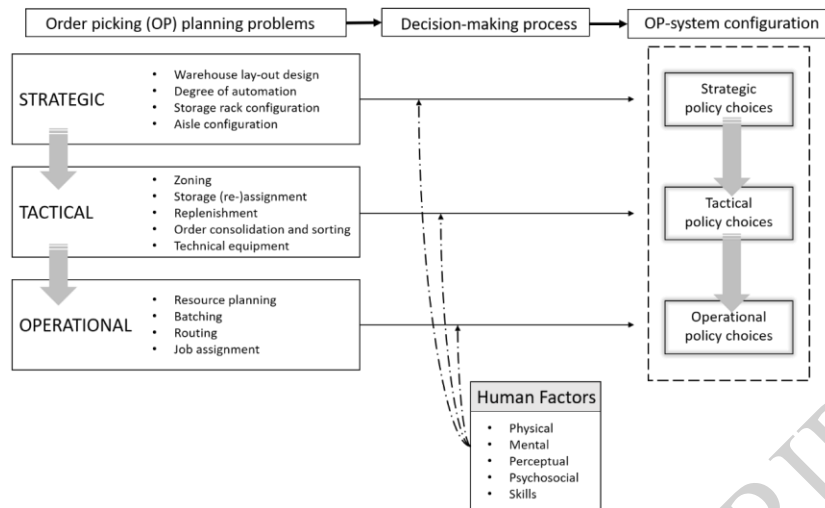 Order picking (OP) planning problems
Decision-making process
OP-system configuration
STRATEGIC
• Warehouse lay-out design
• Degree of automation
• Storage rack configuration
• Aisle configuration
Strategic
policy choices
TACTICAL
• Zoning
• Storage (re-)assignment
• Replenishment
• Order consolidation and sorting
• Technical equipment
Tactical
policy choices
OPERATIONAL
• Resource planning
• Batching
• Routing
• Job assignment
Operational
policy choices
Human Factors
• Physical
• Mental
• Perceptual
• Psychosocial
• Skills